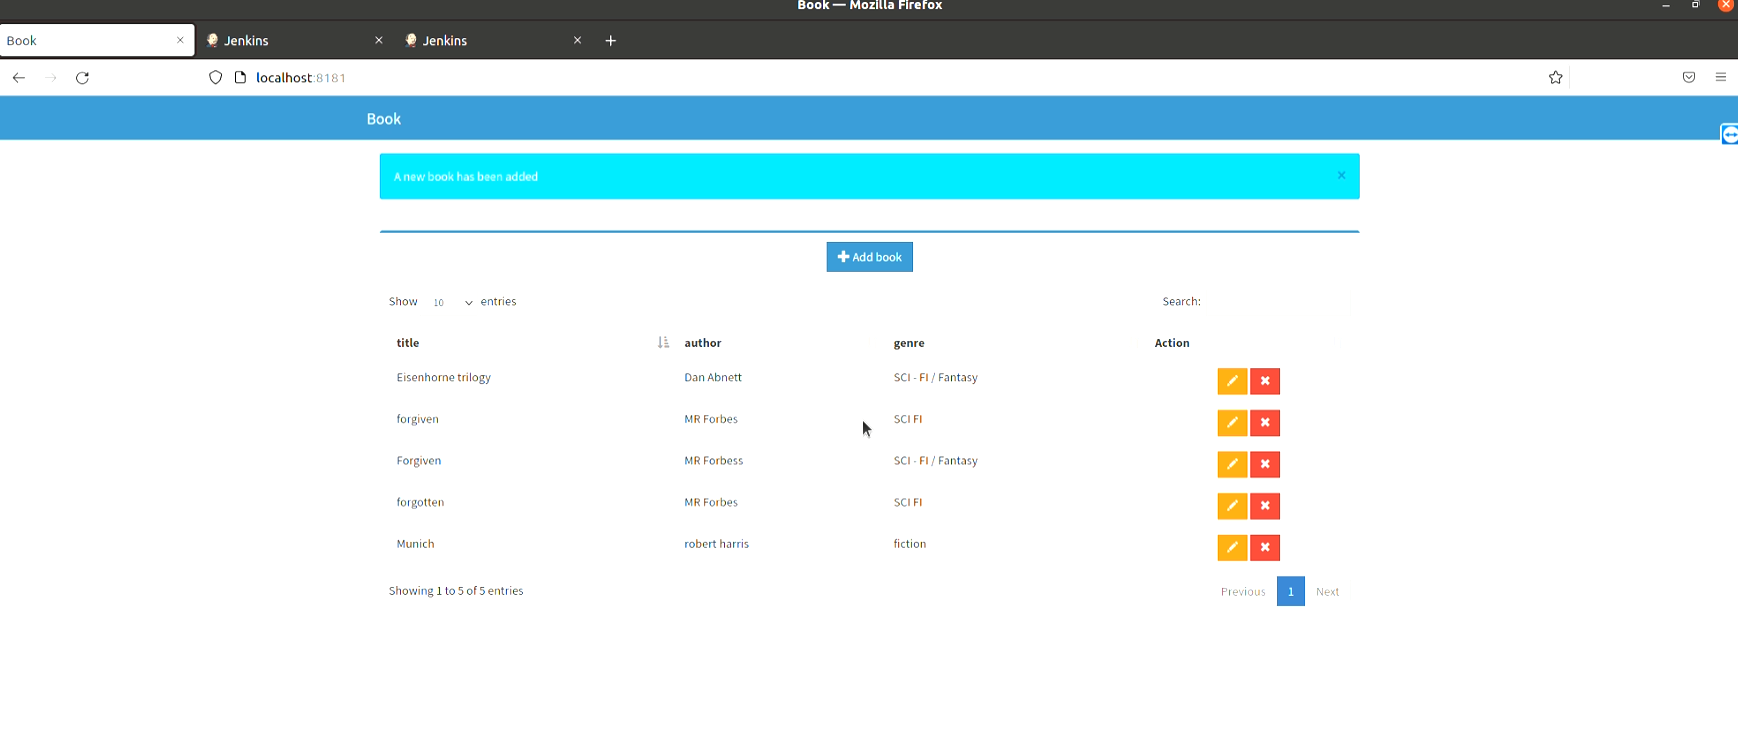 Book — Mozilla Firefox
Book Jenkins Jenkins
localhost:8181
Book
A new book has been added
Add book
Show 10 entries Search:
title author genre Action
Eisenhorne trilogy Dan Abnett SCI - FI / Fantasy
forgiven MR Forbes SCI FI
Forgiven MR Forbess SCI - FI / Fantasy
forgotten MR Forbes SCI FI
Munich robert harris fiction
Showing 1 to 5 of 5 entries Previous 1 Next